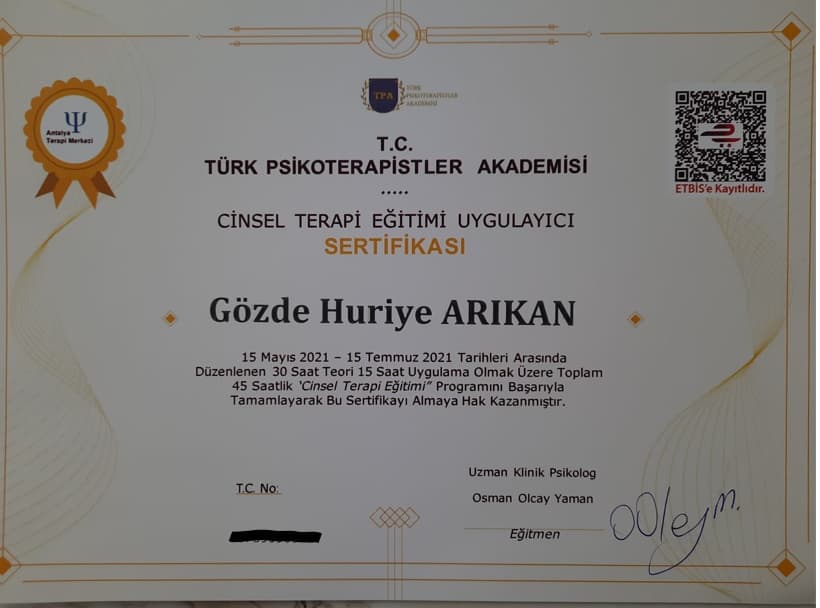 TPA
TÜRK
PSİKOTERAPİSTLER
AKADEMİSİ
Antalya
Terapi Merkezi
T.C.
TÜRK PSİKOTERAPİSTLER AKADEMİSİ
.....
ETBİS'e Kayıtlıdır.
CİNSEL TERAPİ EĞİTİMİ UYGULAYICI
SERTİFİKASI
Gözde Huriye ARIKAN
15 Mayıs 2021 – 15 Temmuz 2021 Tarihleri Arasında
Düzenlenen 30 Saat Teori 15 Saat Uygulama Olmak Üzere Toplam
45 Saatlik 'Cinsel Terapi Eğitimi” Programını Başarıyla
Tamamlayarak Bu Sertifikayı Almaya Hak Kazanmıştır.
Uzman Klinik Psikolog
T.C. No:
Osman Olcay Yaman
Eğitmen